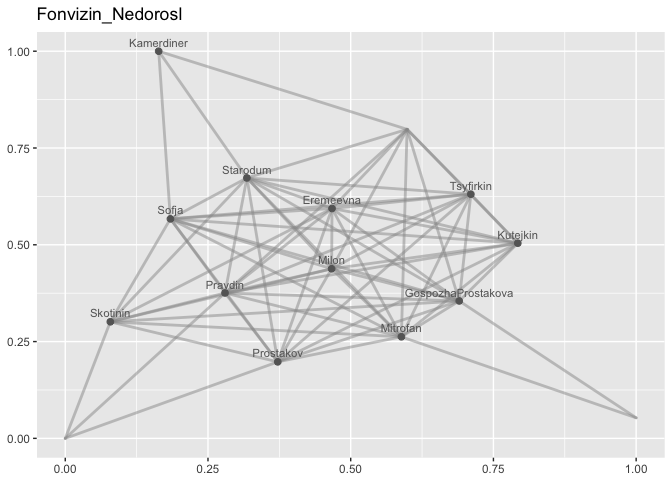 Fonvizin_Nedorosl
1.00
0.75
0.50
0.25
0.00
Kamerdiner
Starodum
Tsyfirkin
Eremeevna
Sofja
Kutejkin
Milon
Pravdin
GospozhaProstakova
Skotinin
Mitrofan
Prostakov
0.00 0.25 0.50 0.75 1.00